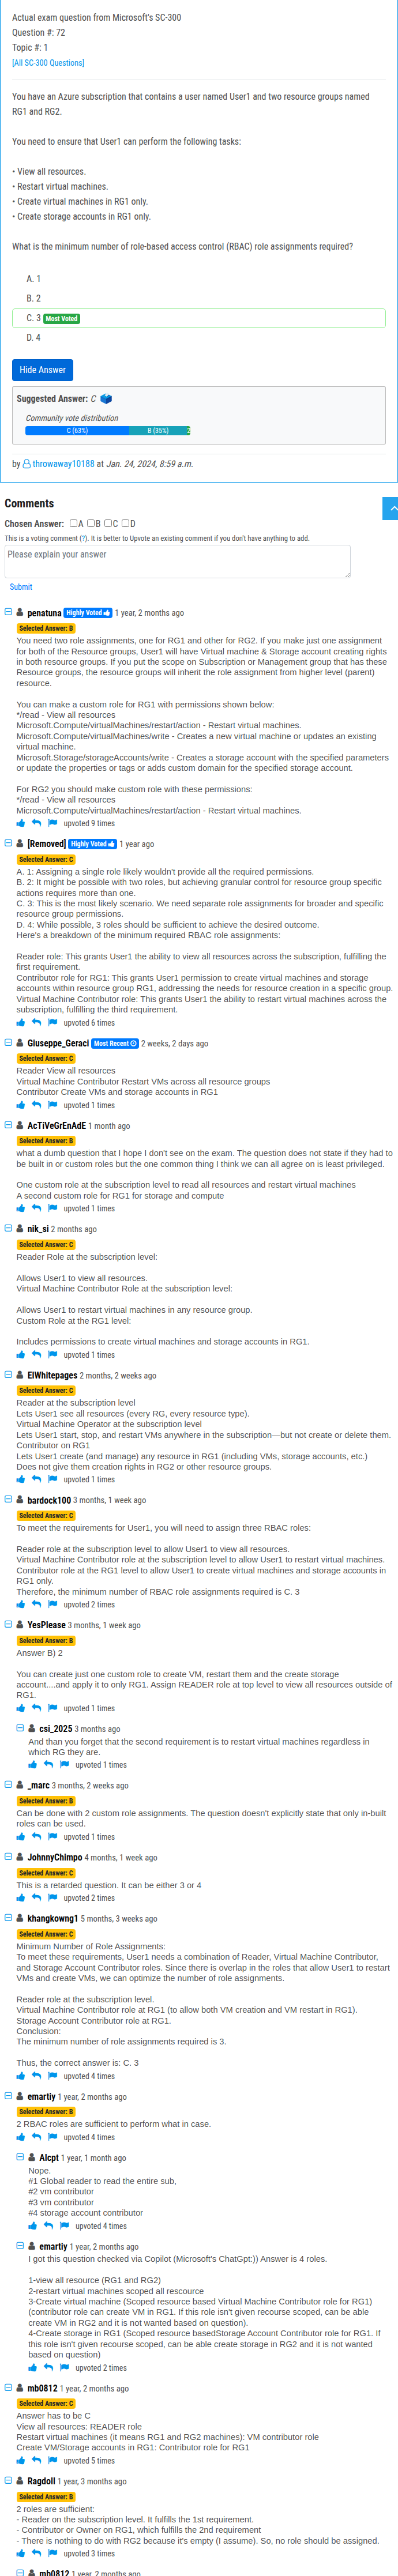 Actual exam question from Microsoft's SC-300
Question #: 72
Topic #: 1
[All SC-300 Questions]
You have an Azure subscription that contains a user named User1 and two resource groups named
RG1 and RG2.
You need to ensure that User1 can perform the following tasks:
• View all resources.
• Restart virtual machines.
• Create virtual machines in RG1 only.
• Create storage accounts in RG1 only.
What is the minimum number of role-based access control (RBAC) role assignments required?
A. 1
B. 2
C. 3 Most Voted
D. 4
Hide Answer
Suggested Answer: C
Community vote distribution
C (63%) B (35%) 2
by throwaway10188 at Jan. 24, 2024, 8:59 a.m.
Comments
Chosen Answer: A B C D
This is a voting comment (?). It is better to Upvote an existing comment if you don't have anything to add.
Please explain your answer
Submit
penatuna Highly Voted 1 year, 2 months ago
Selected Answer: B
You need two role assignments, one for RG1 and other for RG2. If you make just one assignment
for both of the Resource groups, User1 will have Virtual machine & Storage account creating rights
in both resource groups. If you put the scope on Subscription or Management group that has these
Resource groups, the resource groups will inherit the role assignment from higher level (parent)
resource.
You can make a custom role for RG1 with permissions shown below:
*/read - View all resources
Microsoft.Compute/virtualMachines/restart/action - Restart virtual machines.
Microsoft.Compute/virtualMachines/write - Creates a new virtual machine or updates an existing
virtual machine.
Microsoft.Storage/storageAccounts/write - Creates a storage account with the specified parameters
or update the properties or tags or adds custom domain for the specified storage account.
For RG2 you should make custom role with these permissions:
*/read - View all resources
Microsoft.Compute/virtualMachines/restart/action - Restart virtual machines.
upvoted 9 times
[Removed] Highly Voted 1 year ago
Selected Answer: C
A. 1: Assigning a single role likely wouldn't provide all the required permissions.
B. 2: It might be possible with two roles, but achieving granular control for resource group specific
actions requires more than one.
C. 3: This is the most likely scenario. We need separate role assignments for broader and specific
resource group permissions.
D. 4: While possible, 3 roles should be sufficient to achieve the desired outcome.
Here's a breakdown of the minimum required RBAC role assignments:
Reader role: This grants User1 the ability to view all resources across the subscription, fulfilling the
first requirement.
Contributor role for RG1: This grants User1 permission to create virtual machines and storage
accounts within resource group RG1, addressing the needs for resource creation in a specific group.
Virtual Machine Contributor role: This grants User1 the ability to restart virtual machines across the
subscription, fulfilling the third requirement.
upvoted 6 times
Giuseppe_Geraci Most Recent 2 weeks, 2 days ago
Selected Answer: C
Reader View all resources
Virtual Machine Contributor Restart VMs across all resource groups
Contributor Create VMs and storage accounts in RG1
upvoted 1 times
AcTiVeGrEnAdE 1 month ago
Selected Answer: B
what a dumb question that I hope I don't see on the exam. The question does not state if they had to
be built in or custom roles but the one common thing I think we can all agree on is least privileged.
One custom role at the subscription level to read all resources and restart virtual machines
A second custom role for RG1 for storage and compute
upvoted 1 times
nik_si 2 months ago
Selected Answer: C
Reader Role at the subscription level:
Allows User1 to view all resources.
Virtual Machine Contributor Role at the subscription level:
Allows User1 to restart virtual machines in any resource group.
Custom Role at the RG1 level:
Includes permissions to create virtual machines and storage accounts in RG1.
upvoted 1 times
ElWhitepages 2 months, 2 weeks ago
Selected Answer: C
Reader at the subscription level
Lets User1 see all resources (every RG, every resource type).
Virtual Machine Operator at the subscription level
Lets User1 start, stop, and restart VMs anywhere in the subscription—but not create or delete them.
Contributor on RG1
Lets User1 create (and manage) any resource in RG1 (including VMs, storage accounts, etc.)
Does not give them creation rights in RG2 or other resource groups.
upvoted 1 times
bardock100 3 months, 1 week ago
Selected Answer: C
To meet the requirements for User1, you will need to assign three RBAC roles:
Reader role at the subscription level to allow User1 to view all resources.
Virtual Machine Contributor role at the subscription level to allow User1 to restart virtual machines.
Contributor role at the RG1 level to allow User1 to create virtual machines and storage accounts in
RG1 only.
Therefore, the minimum number of RBAC role assignments required is C. 3
upvoted 2 times
YesPlease 3 months, 1 week ago
Selected Answer: B
Answer B) 2
You can create just one custom role to create VM, restart them and the create storage
account....and apply it to only RG1. Assign READER role at top level to view all resources outside of
RG1.
upvoted 1 times
csi_2025 3 months ago
And than you forget that the second requirement is to restart virtual machines regardless in
which RG they are.
upvoted 1 times
_marc 3 months, 2 weeks ago
Selected Answer: B
Can be done with 2 custom role assignments. The question doesn't explicitly state that only in-built
roles can be used.
upvoted 1 times
JohnnyChimpo 4 months, 1 week ago
Selected Answer: C
This is a retarded question. It can be either 3 or 4
upvoted 2 times
khangkowng1 5 months, 3 weeks ago
Selected Answer: C
Minimum Number of Role Assignments:
To meet these requirements, User1 needs a combination of Reader, Virtual Machine Contributor,
and Storage Account Contributor roles. Since there is overlap in the roles that allow User1 to restart
VMs and create VMs, we can optimize the number of role assignments.
Reader role at the subscription level.
Virtual Machine Contributor role at RG1 (to allow both VM creation and VM restart in RG1).
Storage Account Contributor role at RG1.
Conclusion:
The minimum number of role assignments required is 3.
Thus, the correct answer is: C. 3
upvoted 4 times
emartiy 1 year, 2 months ago
Selected Answer: B
2 RBAC roles are sufficient to perform what in case.
upvoted 4 times
Alcpt 1 year, 1 month ago
Nope.
#1 Global reader to read the entire sub,
#2 vm contributor
#3 vm contributor
#4 storage account contributor
upvoted 4 times
emartiy 1 year, 2 months ago
I got this question checked via Copilot (Microsoft's ChatGpt:)) Answer is 4 roles.
1-view all resource (RG1 and RG2)
2-restart virtual machines scoped all rescource
3-Create virtual machine (Scoped resource based Virtual Machine Contributor role for RG1)
(contributor role can create VM in RG1. If this role isn't given recourse scoped, can be able
create VM in RG2 and it is not wanted based on question).
4-Create storage in RG1 (Scoped resource basedStorage Account Contributor role for RG1. If
this role isn't given recourse scoped, can be able create storage in RG2 and it is not wanted
based on question)
upvoted 2 times
mb0812 1 year, 2 months ago
Selected Answer: C
Answer has to be C
View all resources: READER role
Restart virtual machines (it means RG1 and RG2 machines): VM contributor role
Create VM/Storage accounts in RG1: Contributor role for RG1
upvoted 5 times
Ragdoll 1 year, 3 months ago
Selected Answer: B
2 roles are sufficient:
- Reader on the subscription level. It fulfills the 1st requirement.
- Contributor or Owner on RG1, which fulfills the 2nd requirement
- There is nothing to do with RG2 because it's empty (I assume). So, no role should be assigned.
upvoted 3 times
mb0812 1 year, 2 months ago